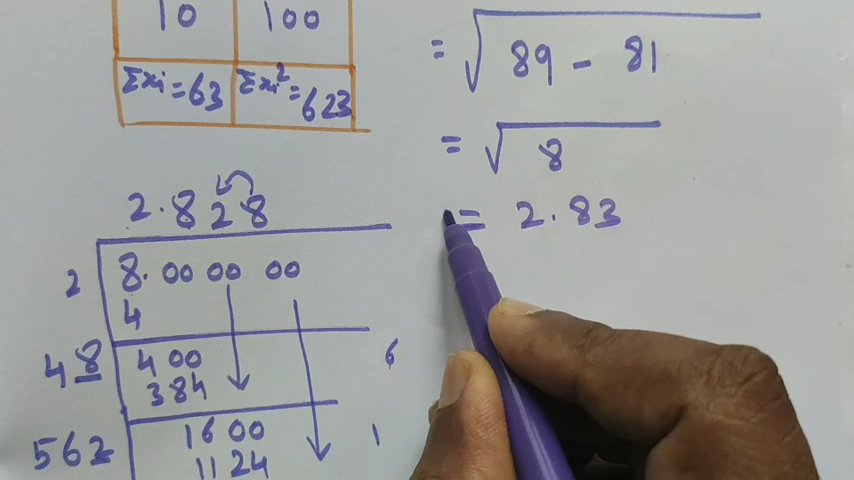 10 100
Σxi = 63 Σxi² = 623
= √89 - 81
= √8
= 2.83
2.828
2 8. 00 00 00
4
48 400 6
384
562 1600 1
1124